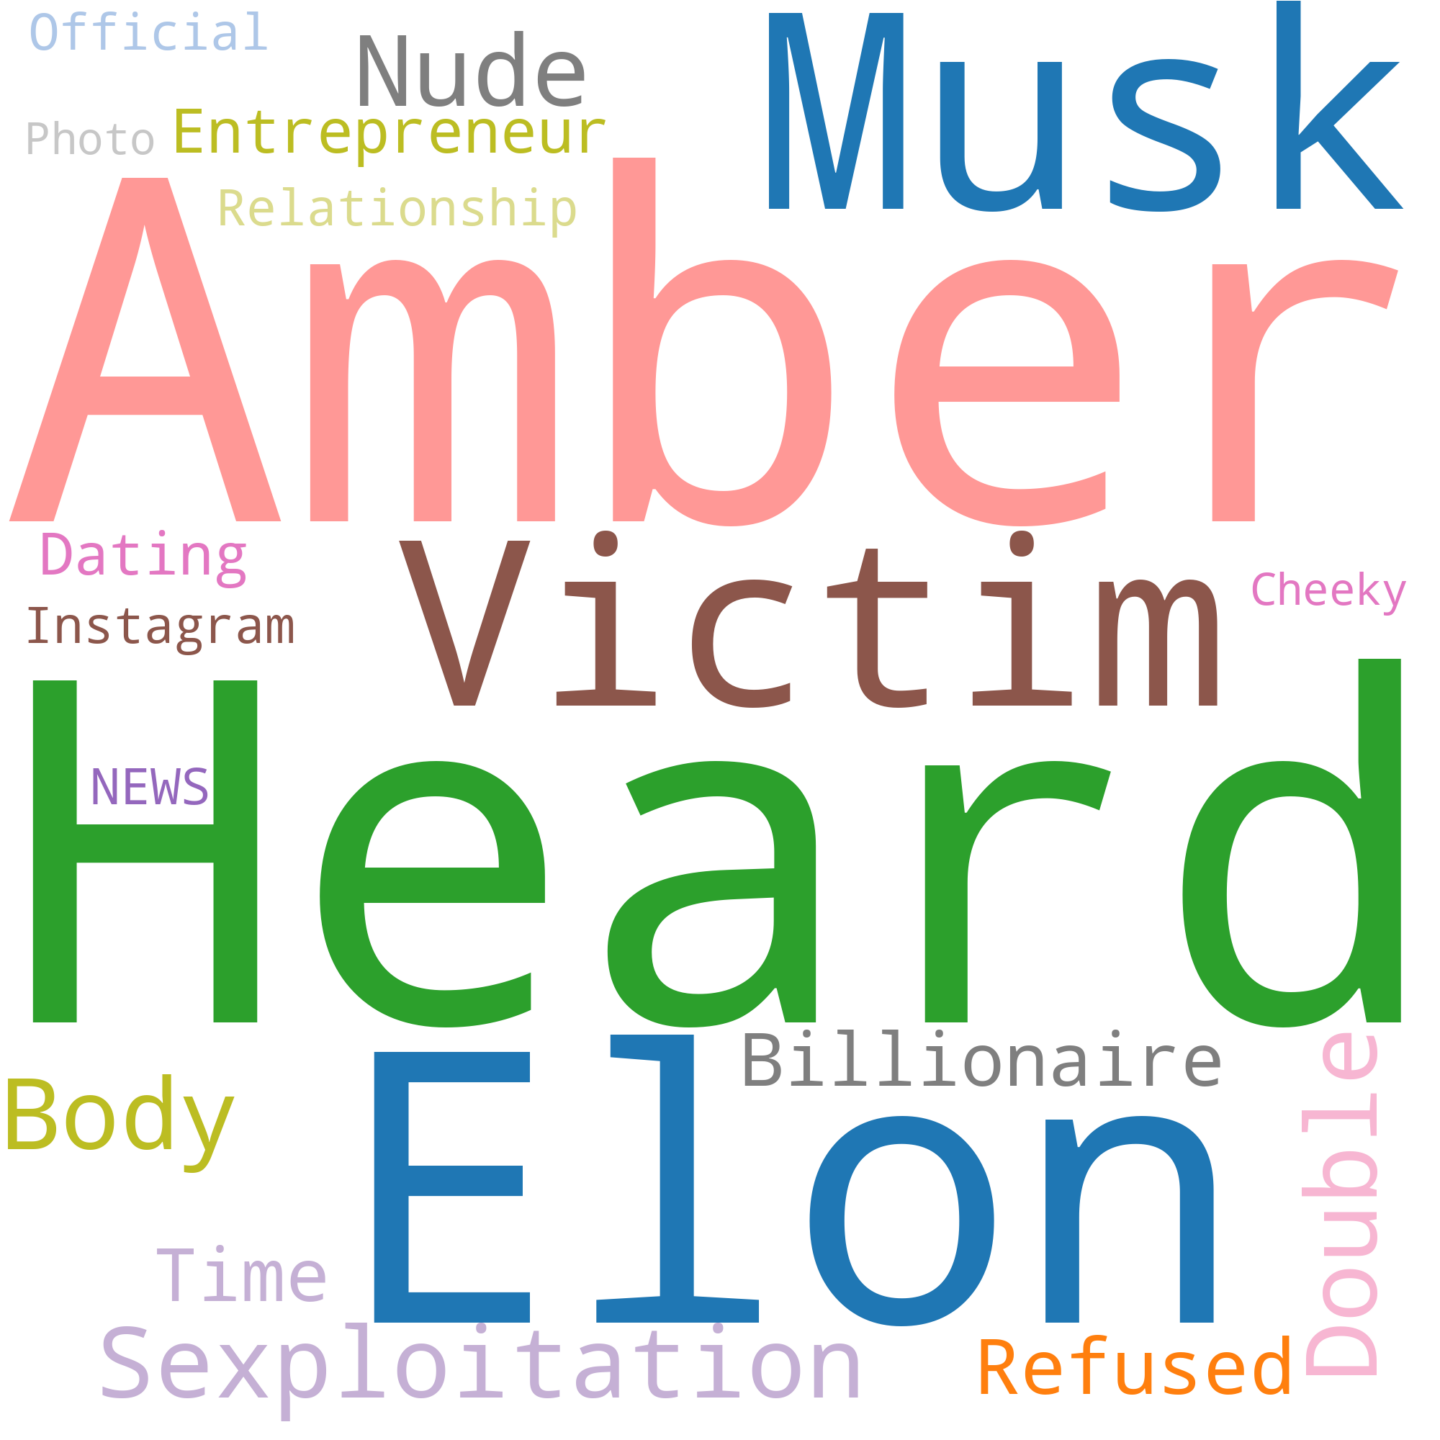 Official
Nude
Musk
Photo
Entrepreneur
Relationship
Amber
Dating
Victim
Cheeky
Instagram
Heard
NEWS
Elon
Billionaire
Body
Double
Time
Sexploitation
Refused